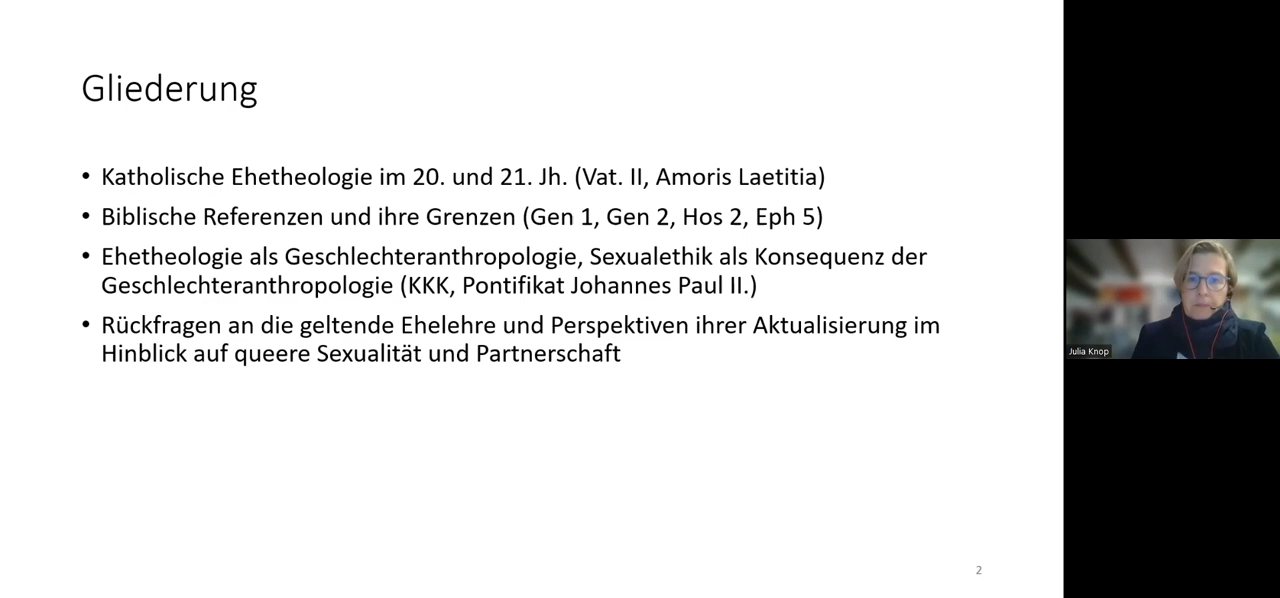 Gliederung
• Katholische Ehetheologie im 20. und 21. Jh. (Vat. II, Amoris Laetitia)
• Biblische Referenzen und ihre Grenzen (Gen 1, Gen 2, Hos 2, Eph 5)
• Ehetheologie als Geschlechteranthropologie, Sexualethik als Konsequenz der
Geschlechteranthropologie (KKK, Pontifikat Johannes Paul II.)
• Rückfragen an die geltende Ehelehre und Perspektiven ihrer Aktualisierung im
Hinblick auf queere Sexualität und Partnerschaft
2
Julia Knop